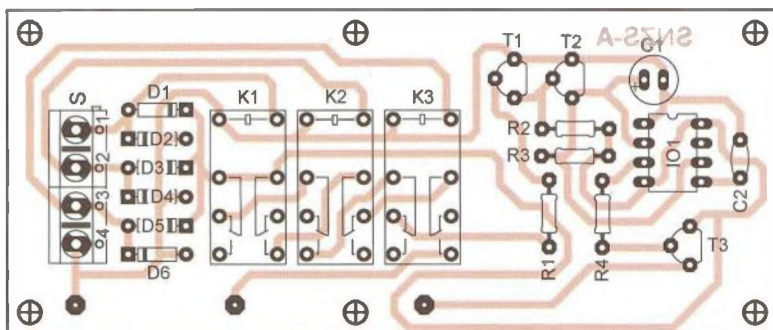 SNZS-A
T1
T2
C1
+
S
D1
K1
K2
K3
1
R2
D2
IO1
R3
2
D3
D4
C2
3
D5
4
R1
R4
T3
D6